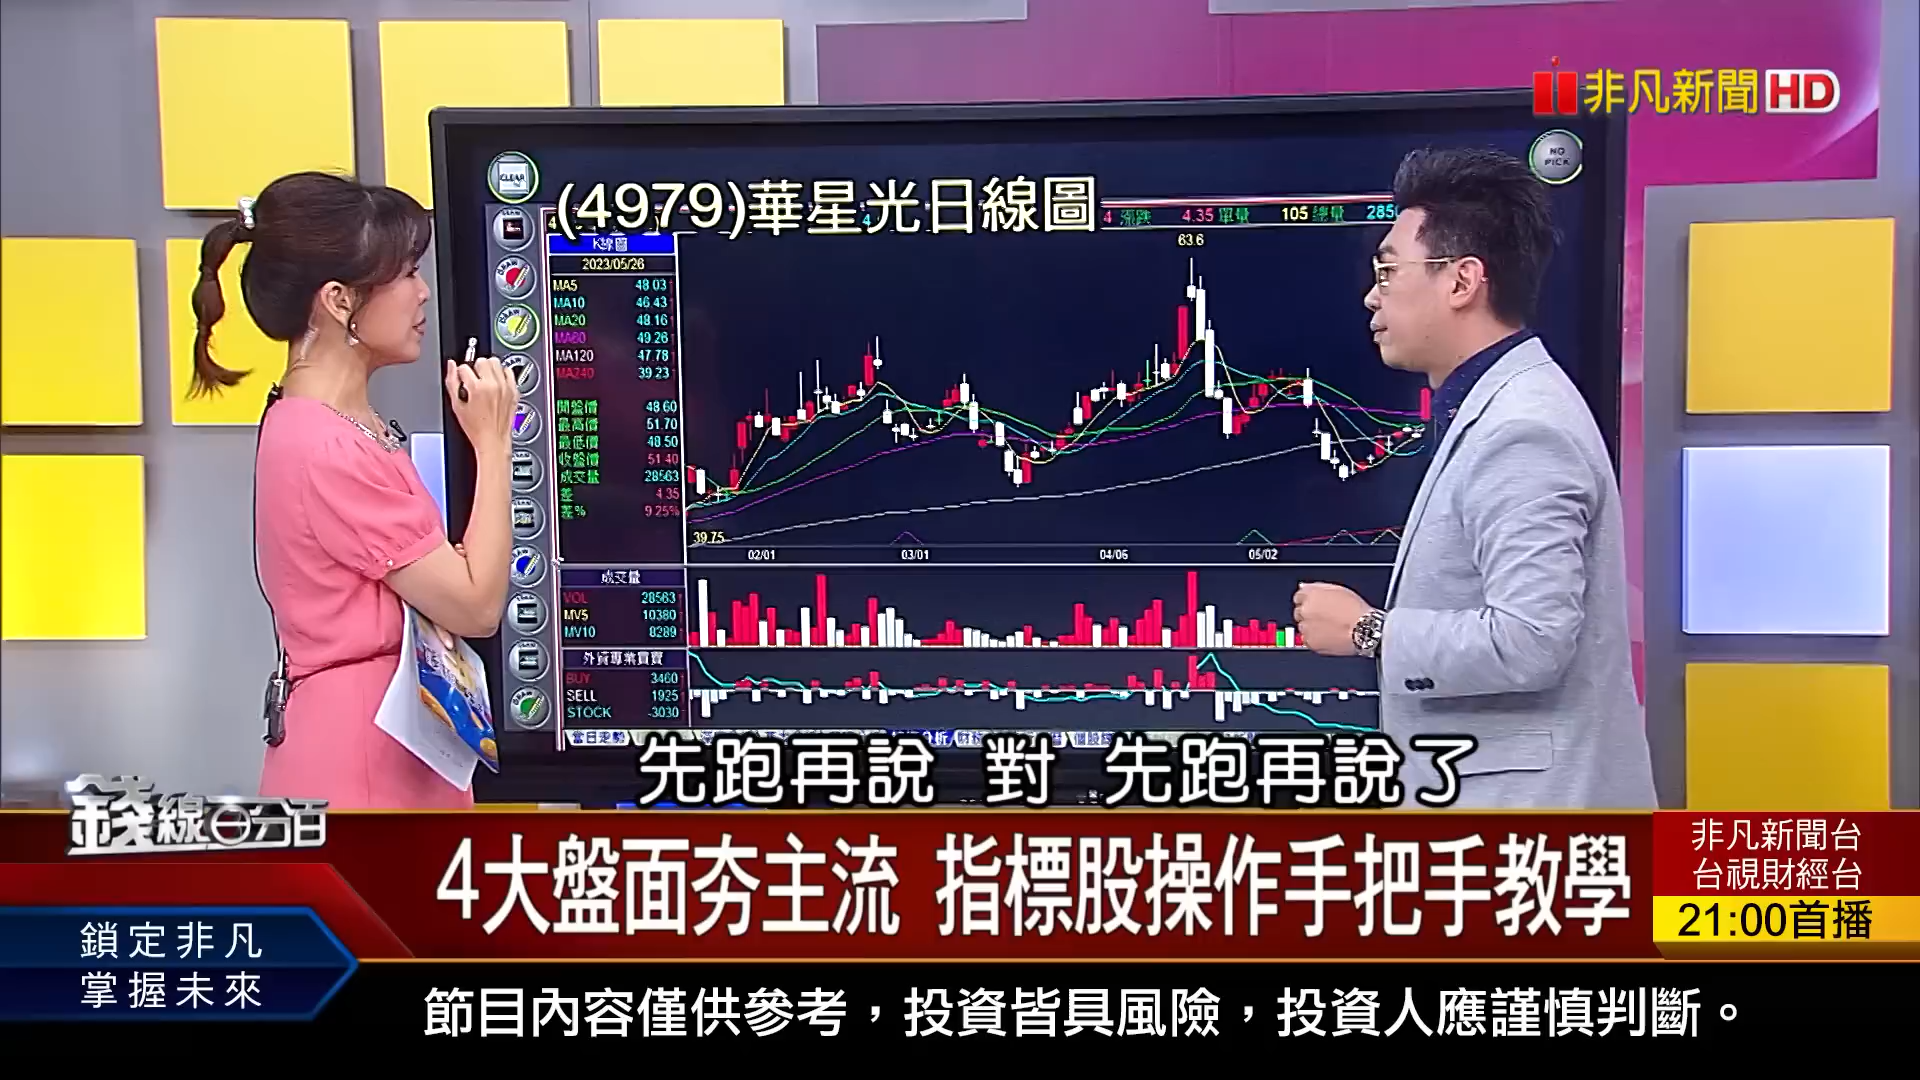 非凡新聞HD
CLEAR
NO PICK
(4979)華星光日線圖
漲跌 4.35 單量 105 總量 2850
K線圖
2023/05/26
MA5 48.03
MA10 46.43
MA20 48.16
MA60 49.26
MA120 47.78
MA240 39.23
開盤價 48.60
最高價 51.70
最低價 48.50
收盤價 51.40
成交量 28563
差 4.35
差% 9.25%
63.6
39.75
02/01 03/01 04/06 05/02
成交量
VOL 28563
MV5 10380
MV10 8289
外資專業買賣
BUY 3460
SELL 1925
STOCK -3030
當日走勢
先跑再說 對 先跑再說了
錢線百分百
4大盤面夯主流 指標股操作手把手教學
非凡新聞台
台視財經台
21:00首播
鎖定非凡
掌握未來
節目內容僅供參考，投資皆具風險，投資人應謹慎判斷。